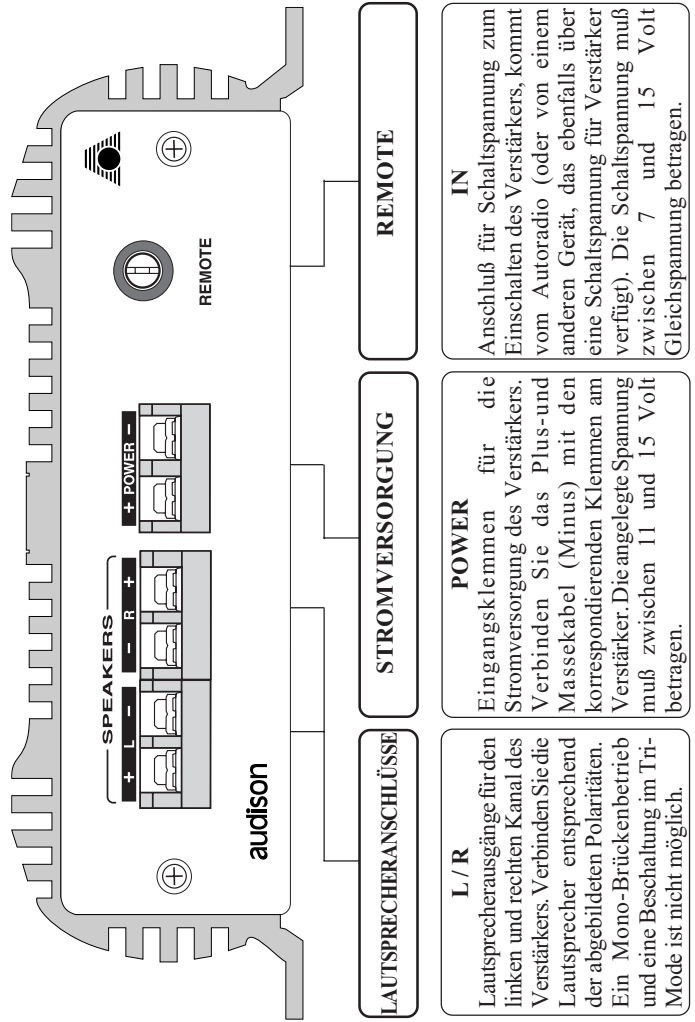 SPEAKERS
+ L − − R +
+ POWER −
REMOTE
audison
LAUTSPRECHERANSCHLÜSSE
STROMVERSORGUNG
REMOTE
L / R
Lautsprecherausgänge für den
linken und rechten Kanal des
Verstärkers. Verbinden Sie die
Lautsprecher entsprechend
der abgebildeten Polaritäten.
Ein Mono-Brückenbetrieb
und eine Beschaltung im Tri-
Mode ist nicht möglich.
POWER
Eingangsklemmen für die
Stromversorgung des Verstärkers.
Verbinden Sie das Plus-und
Massekabel (Minus) mit den
korrespondierenden Klemmen am
Verstärker. Die angelegte Spannung
muß zwischen 11 und 15 Volt
betragen.
IN
Anschluß für Schaltspannung zum
Einschalten des Verstärkers, kommt
vom Autoradio (oder von einem
anderen Gerät, das ebenfalls über
eine Schaltspannung für Verstärker
verfügt). Die Schaltspannung muß
zwischen 7 und 15 Volt
Gleichspannung betragen.